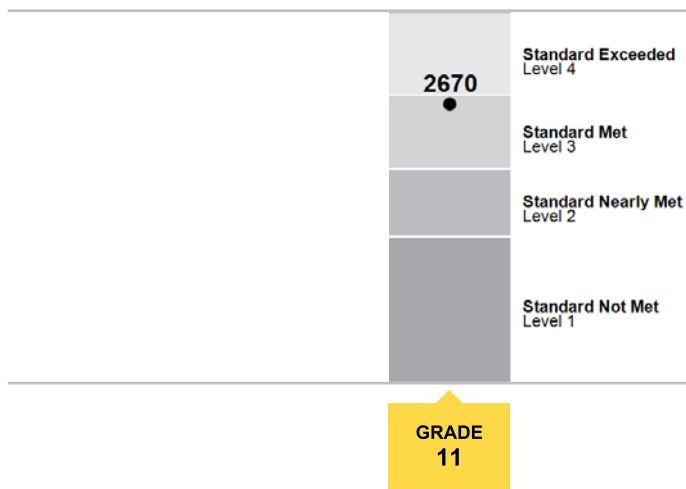 Standard Exceeded
Level 4
2670
Standard Met
Level 3
Standard Nearly Met
Level 2
Standard Not Met
Level 1
GRADE
11